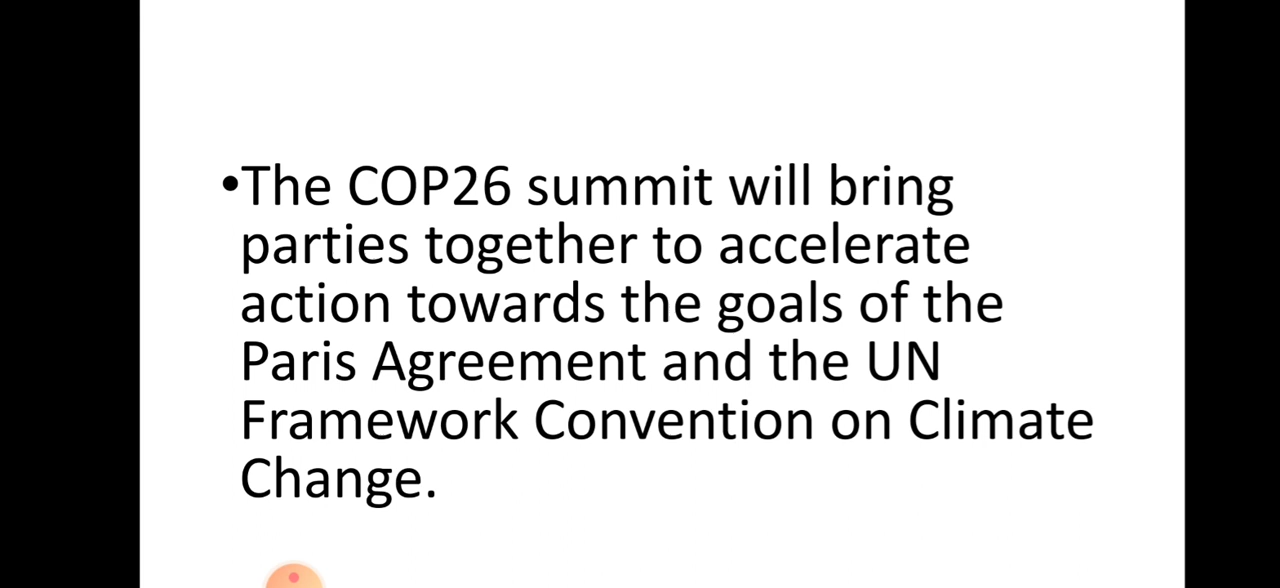 •The COP26 summit will bring
parties together to accelerate
action towards the goals of the
Paris Agreement and the UN
Framework Convention on Climate
Change.